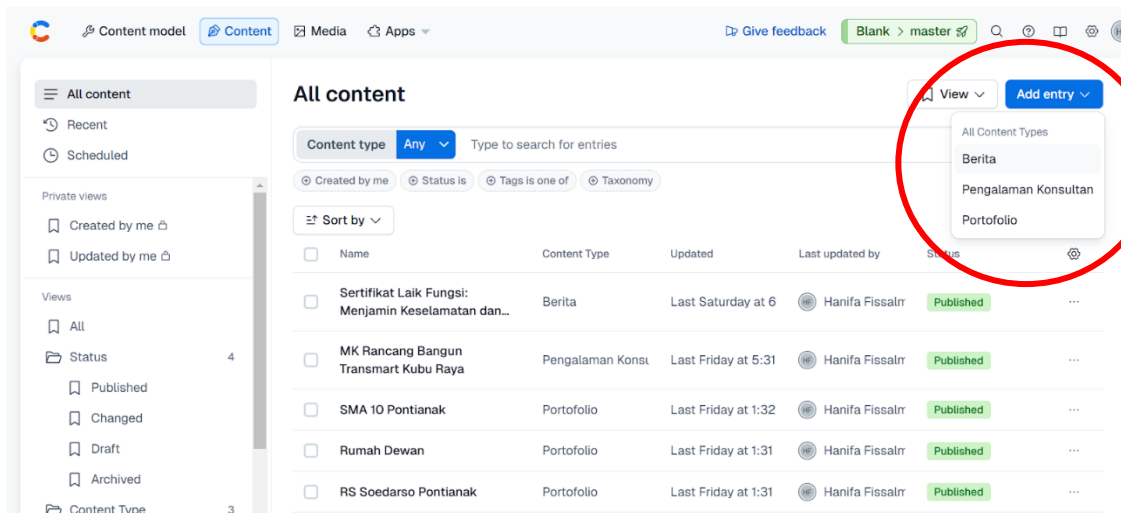 Content model
Content
Media
Apps
Give feedback
Blank > master
All content
Recent
Scheduled
Private views
Created by me
Updated by me
Views
All
Status 4
Published
Changed
Draft
Archived
Content Type 3
All content
View
Add entry
All Content Types
Berita
Pengalaman Konsultan
Portofolio
Content type Any Type to search for entries
Created by me Status is Tags is one of Taxonomy
Sort by
Name Content Type Updated Last updated by Status
Sertifikat Laik Fungsi:
Menjamin Keselamatan dan...
Berita Last Saturday at 6 HF Hanifa Fissalm Published
MK Rancang Bangun
Transmart Kubu Raya
Pengalaman Konsu Last Friday at 5:31 HF Hanifa Fissalm Published
SMA 10 Pontianak Portofolio Last Friday at 1:32 HF Hanifa Fissalm Published
Rumah Dewan Portofolio Last Friday at 1:31 HF Hanifa Fissalm Published
RS Soedarso Pontianak Portofolio Last Friday at 1:31 HF Hanifa Fissalm Published